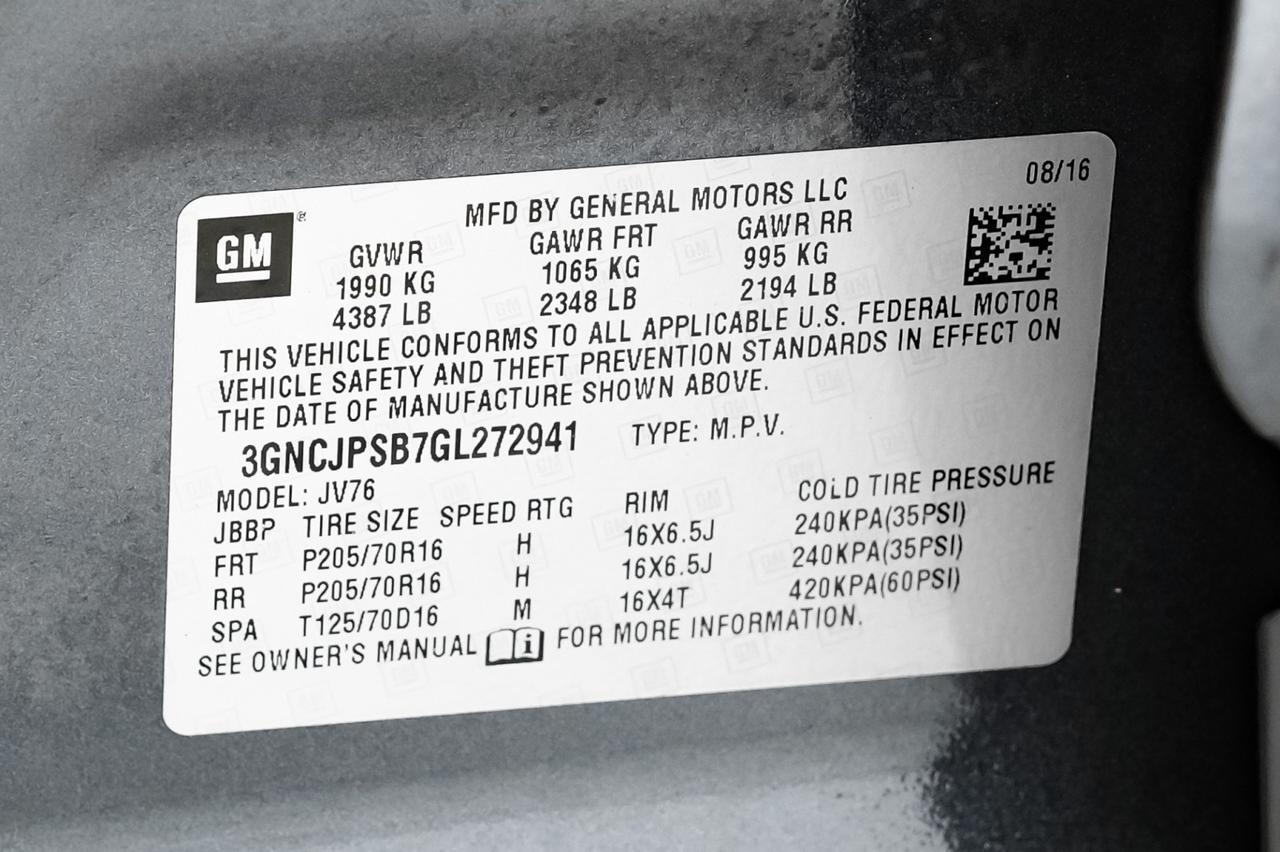 08/16
GM
MFD BY GENERAL MOTORS LLC
GVWR GAWR FRT GAWR RR
1990 KG 1065 KG 995 KG
4387 LB 2348 LB 2194 LB
THIS VEHICLE CONFORMS TO ALL APPLICABLE U.S. FEDERAL MOTOR
VEHICLE SAFETY AND THEFT PREVENTION STANDARDS IN EFFECT ON
THE DATE OF MANUFACTURE SHOWN ABOVE.
3GNCJPSB7GL272941 TYPE: M.P.V.
MODEL: JV76
JBBP TIRE SIZE SPEED RTG RIM COLD TIRE PRESSURE
FRT P205/70R16 H 16X6.5J 240KPA(35PSI)
RR P205/70R16 H 16X6.5J 240KPA(35PSI)
SPA T125/70D16 M 16X4T 420KPA(60PSI)
SEE OWNER'S MANUAL i FOR MORE INFORMATION.